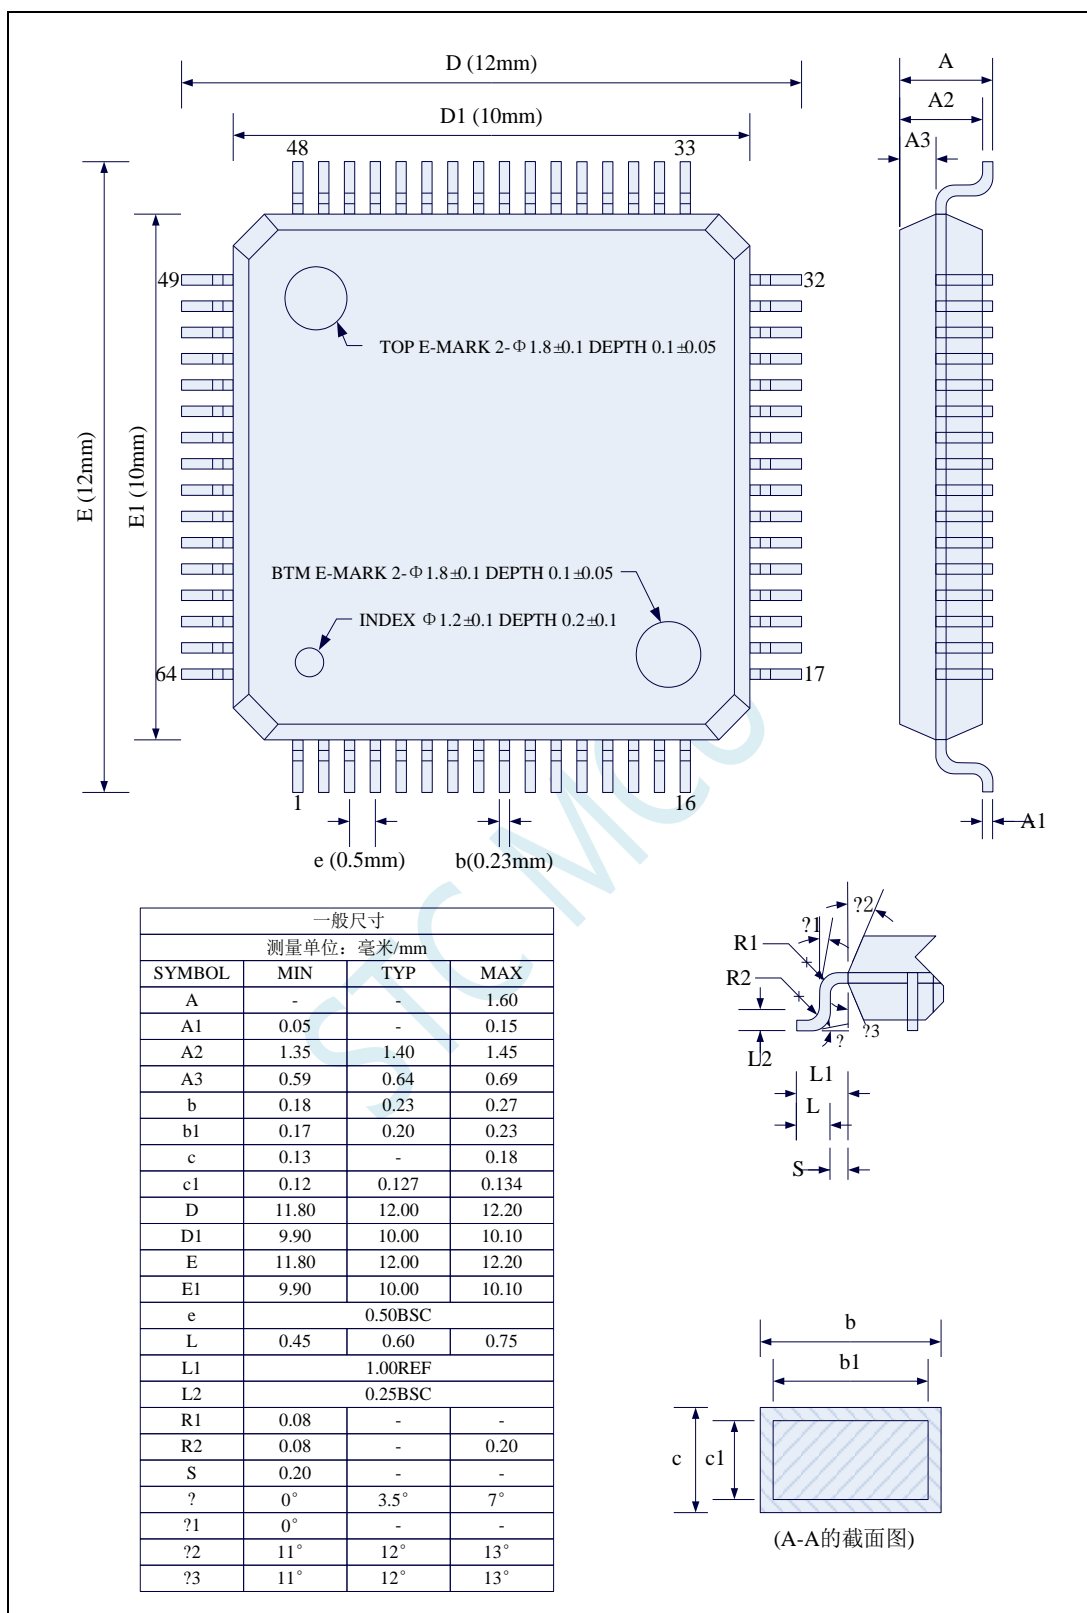 D (12mm)
D1 (10mm)
A
A2
A3
48
33
49
32
TOP E-MARK 2-Φ1.8±0.1 DEPTH 0.1±0.05
E (12mm)
E1 (10mm)
BTM E-MARK 2-Φ1.8±0.1 DEPTH 0.1±0.05
INDEX Φ1.2±0.1 DEPTH 0.2±0.1
64
17
1
16
A1
e (0.5mm)
b(0.23mm)
STC MCU
一般尺寸
测量单位：毫米/mm
SYMBOL MIN TYP MAX
A - - 1.60
A1 0.05 - 0.15
A2 1.35 1.40 1.45
A3 0.59 0.64 0.69
b 0.18 0.23 0.27
b1 0.17 0.20 0.23
c 0.13 - 0.18
c1 0.12 0.127 0.134
D 11.80 12.00 12.20
D1 9.90 10.00 10.10
E 11.80 12.00 12.20
E1 9.90 10.00 10.10
e 0.50BSC
L 0.45 0.60 0.75
L1 1.00REF
L2 0.25BSC
R1 0.08 - -
R2 0.08 - 0.20
S 0.20 - -
? 0° 3.5° 7°
?1 0° - -
?2 11° 12° 13°
?3 11° 12° 13°
?2
?1
R1
R2
?3
?
L2
L1
L
S
b
b1
c
c1
(A-A的截面图)